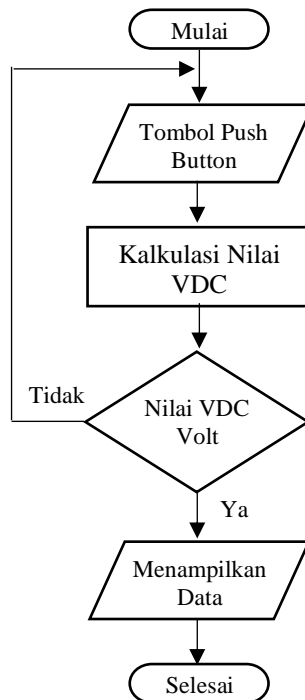 Mulai
Tombol Push
Button
Kalkulasi Nilai
VDC
Tidak
Nilai VDC
Volt
Ya
Menampilkan
Data
Selesai